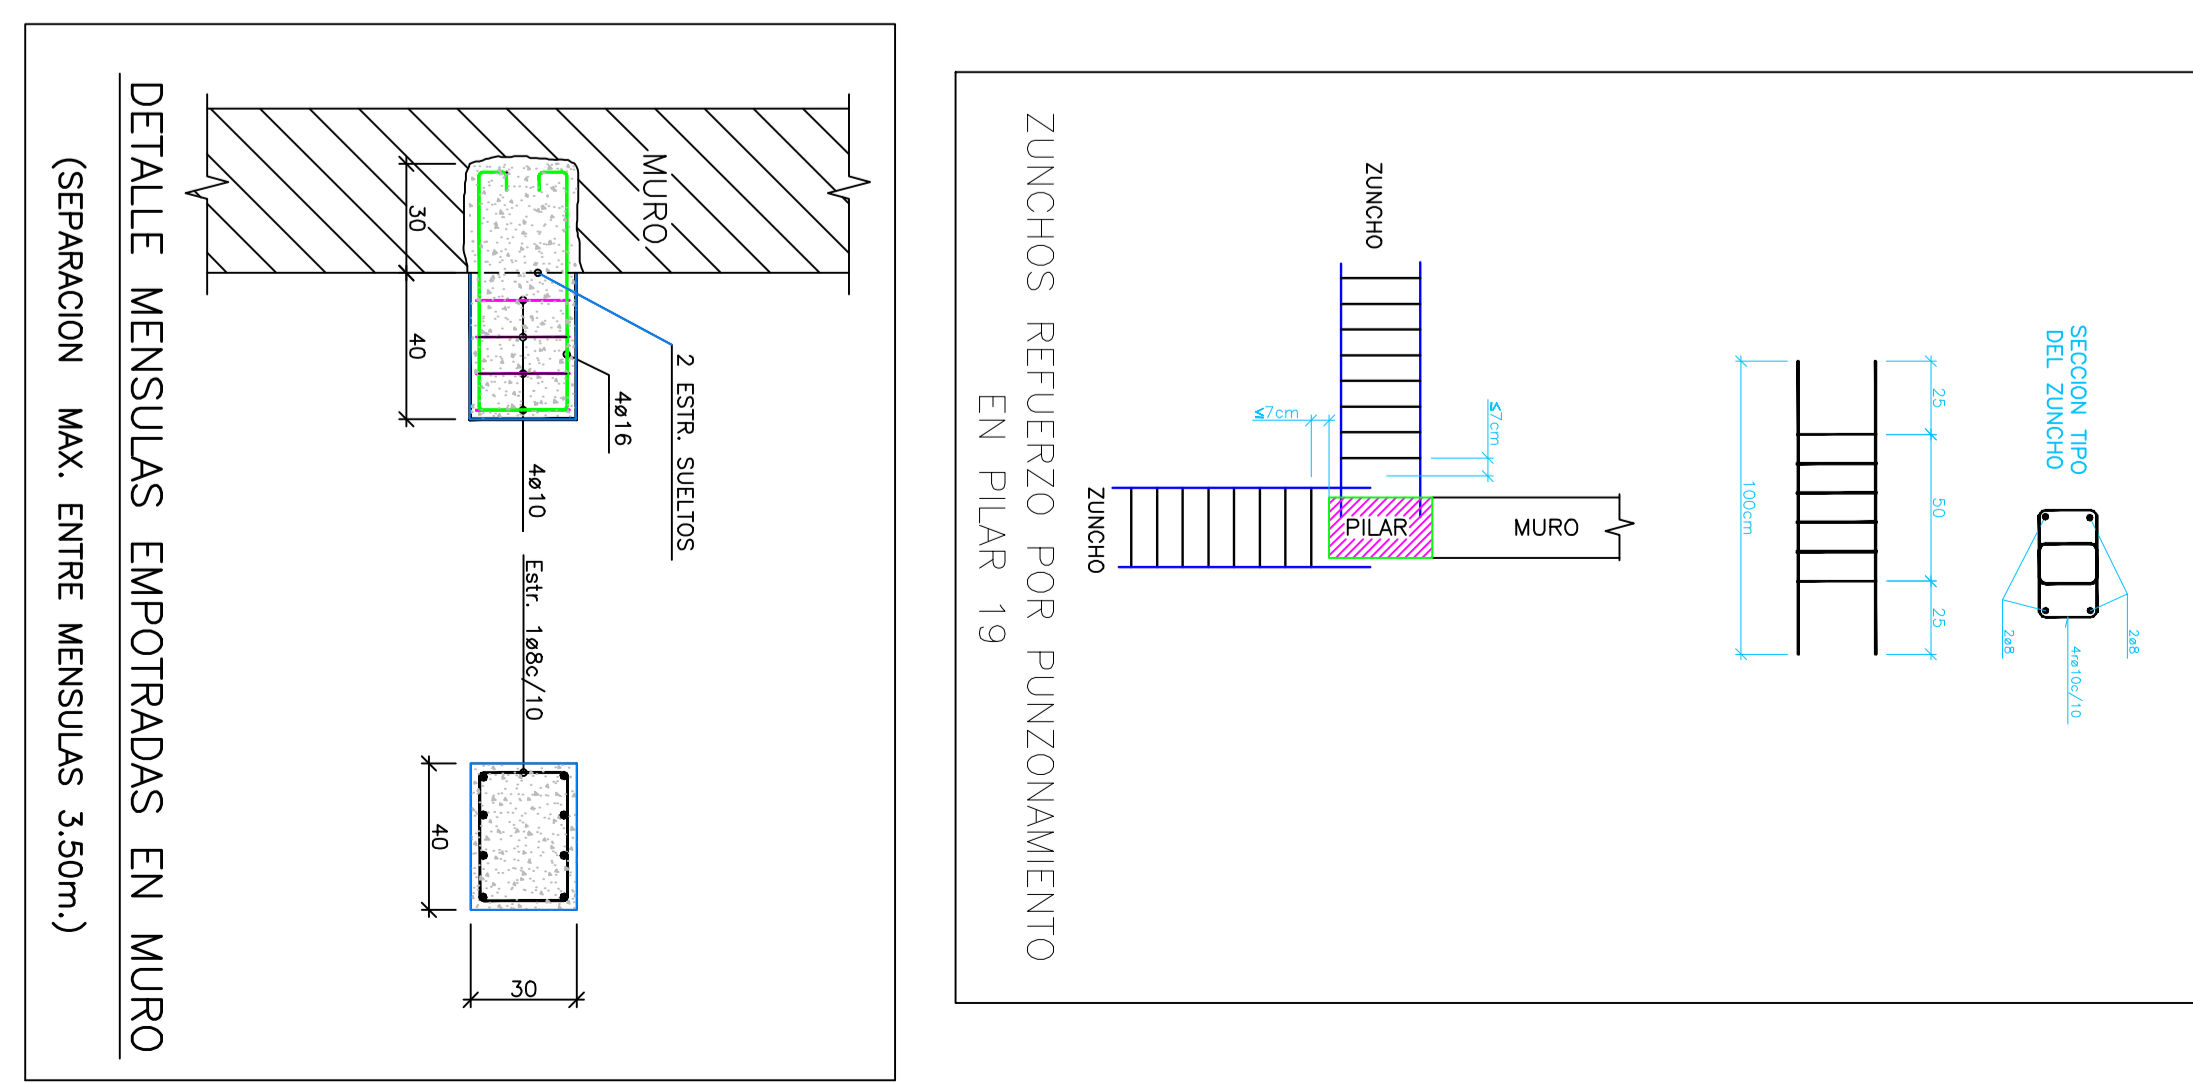 DETALLE MENSULAS EMPOTRADAS EN MURO
(SEPARACION MAX. ENTRE MENSULAS 3.50m.)
MURO
30
40
2 ESTR. SUELTOS
4ø16
4ø10
Estr. 1ø8c/10
40
30
ZUNCHOS REFUERZO POR PUNZONAMIENTO
EN PILAR 19
ZUNCHO
≤7cm
≤7cm
ZUNCHO
PILAR
MURO
SECCION TIPO
DEL ZUNCHO
25
50
25
100cm
2ø8
2ø8
4rø10c/10